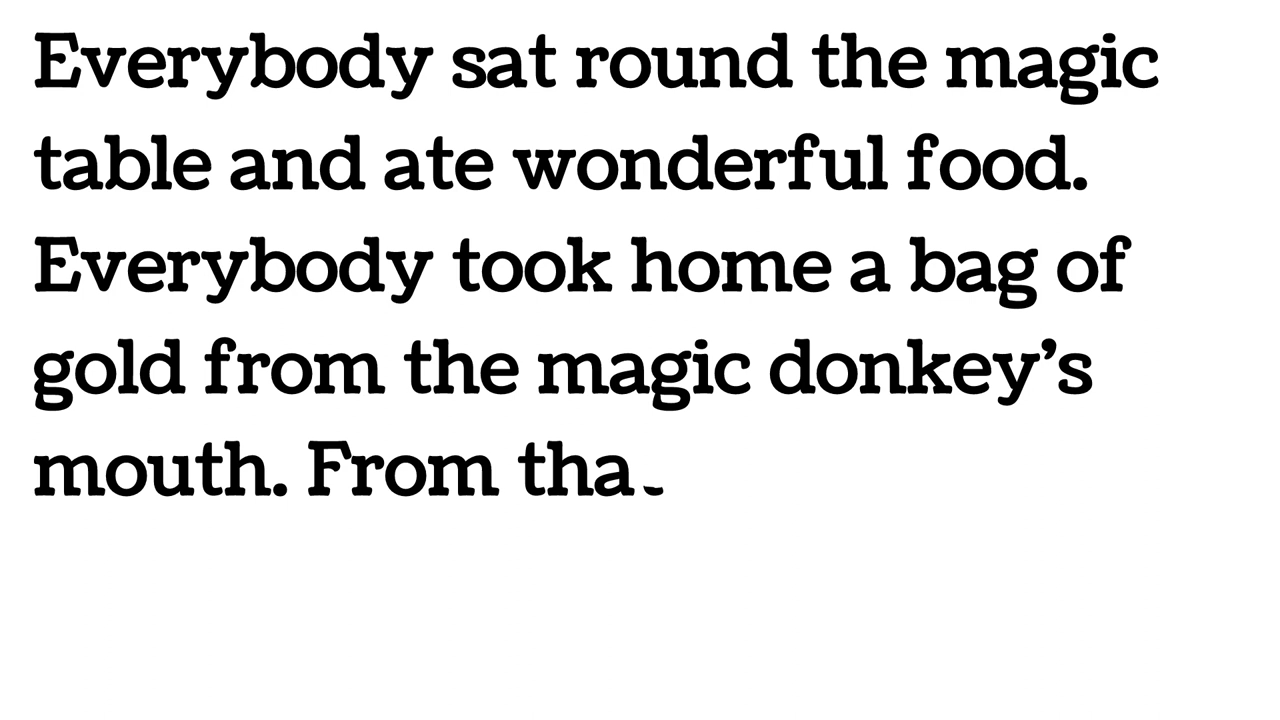 Everybody sat round the magic
table and ate wonderful food.
Everybody took home a bag of
gold from the magic donkey’s
mouth. From tha